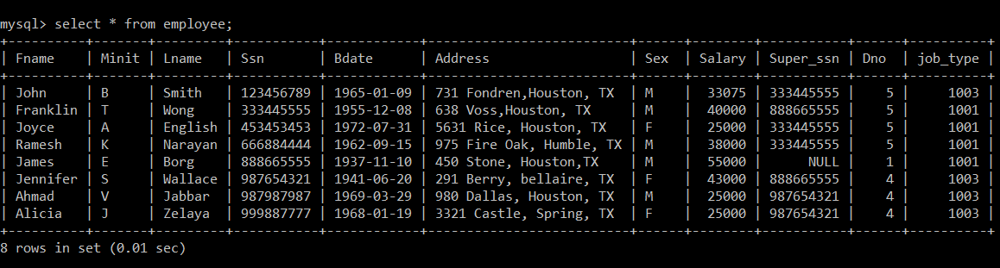 mysql> select * from employee;
+----------+-------+---------+-----------+------------+--------------------------+------+--------+-----------+------+----------+
| Fname    | Minit | Lname   | Ssn       | Bdate      | Address                  | Sex  | Salary | Super_ssn | Dno  | job_type |
+----------+-------+---------+-----------+------------+--------------------------+------+--------+-----------+------+----------+
| John     | B     | Smith   | 123456789 | 1965-01-09 | 731 Fondren,Houston, TX  | M    |  33075 | 333445555 |    5 |     1003 |
| Franklin | T     | Wong    | 333445555 | 1955-12-08 | 638 Voss,Houston, TX     | M    |  40000 | 888665555 |    5 |     1001 |
| Joyce    | A     | English | 453453453 | 1972-07-31 | 5631 Rice, Houston, TX   | F    |  25000 | 333445555 |    5 |     1001 |
| Ramesh   | K     | Narayan | 666884444 | 1962-09-15 | 975 Fire Oak, Humble, TX | M    |  38000 | 333445555 |    5 |     1001 |
| James    | E     | Borg    | 888665555 | 1937-11-10 | 450 Stone, Houston,TX    | M    |  55000 |      NULL |    1 |     1001 |
| Jennifer | S     | Wallace | 987654321 | 1941-06-20 | 291 Berry, bellaire, TX  | F    |  43000 | 888665555 |    4 |     1003 |
| Ahmad    | V     | Jabbar  | 987987987 | 1969-03-29 | 980 Dallas, Houston, TX  | M    |  25000 | 987654321 |    4 |     1003 |
| Alicia   | J     | Zelaya  | 999887777 | 1968-01-19 | 3321 Castle, Spring, TX  | F    |  25000 | 987654321 |    4 |     1003 |
+----------+-------+---------+-----------+------------+--------------------------+------+--------+-----------+------+----------+
8 rows in set (0.01 sec)